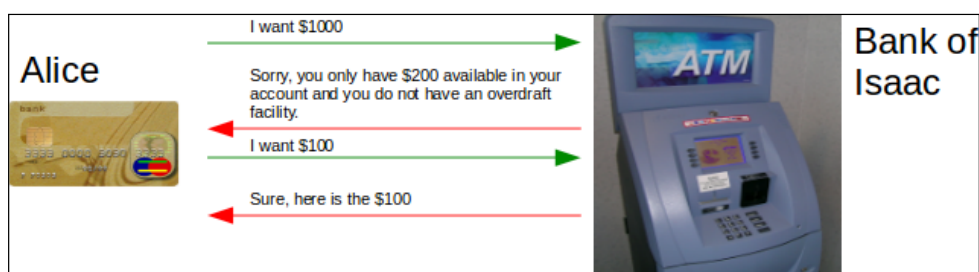 I want $1000
Alice
Sorry, you only have $200 available in your
account and you do not have an overdraft
facility.
I want $100
Sure, here is the $100
bank
ATM
Bank of
Isaac